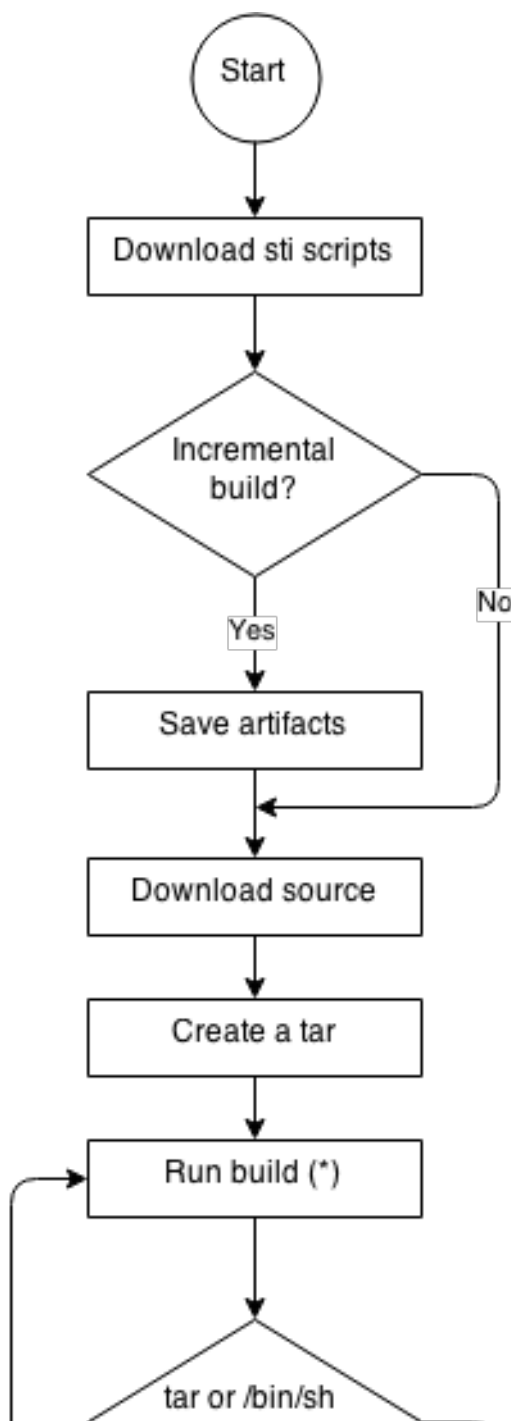 Start
Download sti scripts
Incremental
build?
No
Yes
Save artifacts
Download source
Create a tar
Run build (*)
tar or /bin/sh